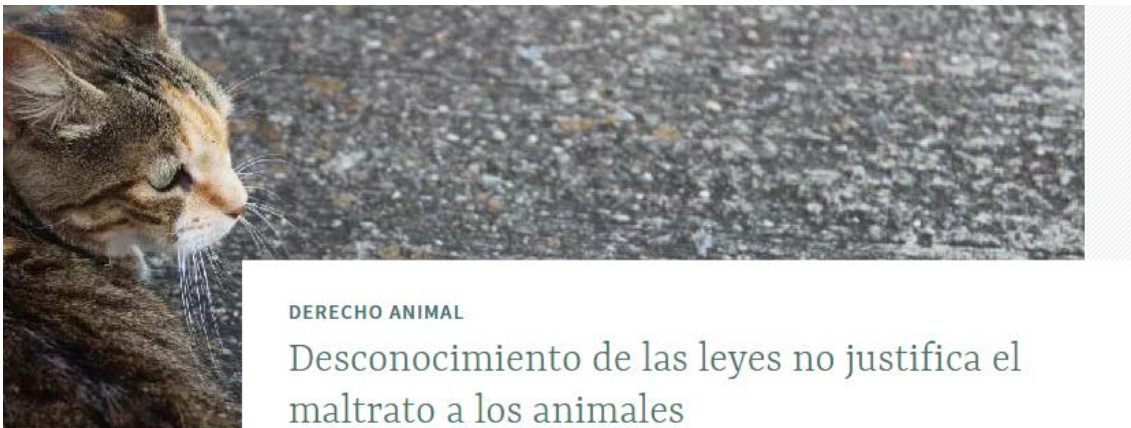 DERECHO ANIMAL
Desconocimiento de las leyes no justifica el
maltrato a los animales